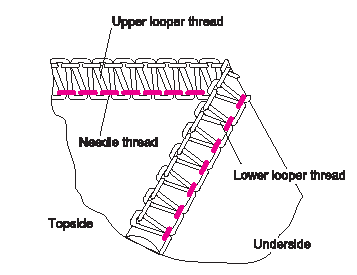 Upper looper thread
Needle thread
Lower looper thread
Topside
Underside